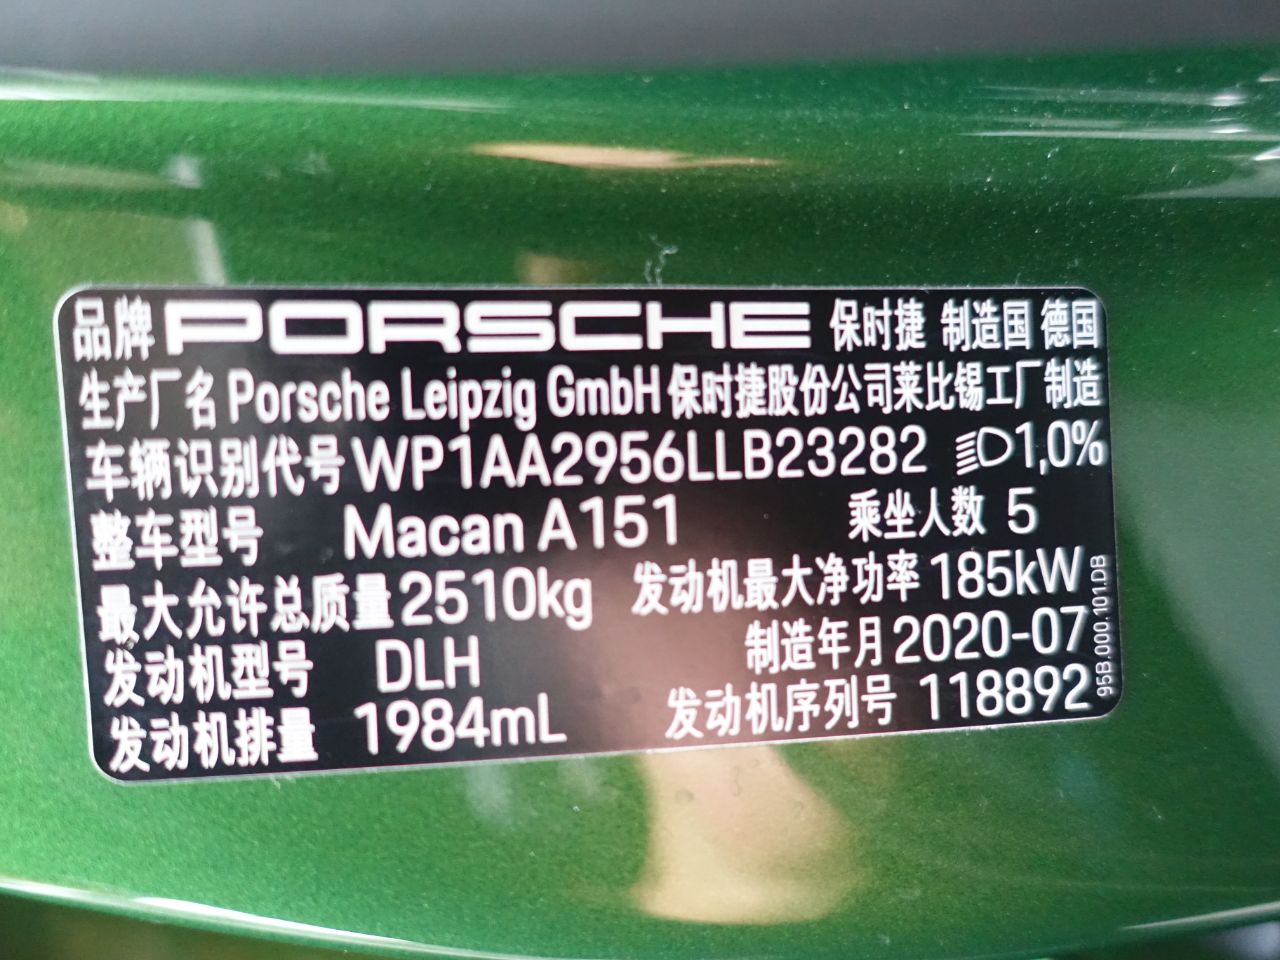 品牌 PORSCHE 保时捷 制造国 德国
生产厂名 Porsche Leipzig GmbH 保时捷股份公司莱比锡工厂制造
车辆识别代号 WP1AA2956LLB23282 1,0%
整车型号 Macan A151 乘坐人数 5
最大允许总质量 2510kg 发动机最大净功率 185kW
发动机型号 DLH 制造年月 2020-07
发动机排量 1984mL 发动机序列号 118892
95B.000.101.DB